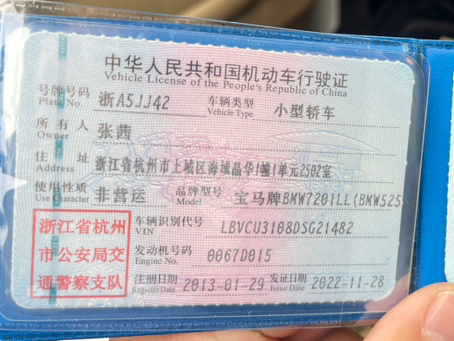 中华人民共和国机动车行驶证
Vehicle License of the People's Republic of China
号牌号码 Plate No. 浙A5JJ42 车辆类型 Vehicle Type 小型轿车
所有人 Owner 张茜
住址 Address 浙江省杭州市上城区海域晶华1幢1单元2502室
使用性质 Use Character 非营运 品牌型号 Model 宝马牌BMW7201LL(BMW525
浙江省杭州
市公安局交
通警察支队
车辆识别代号 VIN LBVCU3108DSG21482
发动机号码 Engine No. 0067D015
注册日期 Register Date 2013-01-29 发证日期 Issue Date 2022-11-28